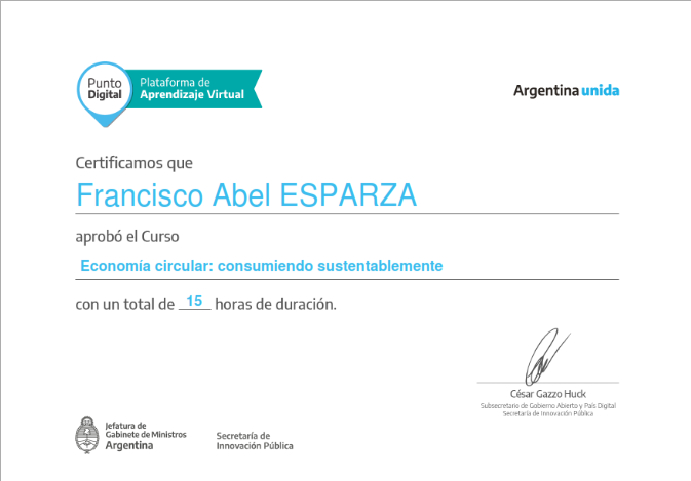 Punto
Digital
Plataforma de
Aprendizaje Virtual
Argentina unida
Certificamos que
Francisco Abel ESPARZA
aprobó el Curso
Economía circular: consumiendo sustentablemente
con un total de 15 horas de duración.
César Gazzo Huck
Subsecretario de Gobierno Abierto y País Digital
Secretaría de Innovación Pública
Jefatura de
Gabinete de Ministros
Argentina
Secretaría de
Innovación Pública